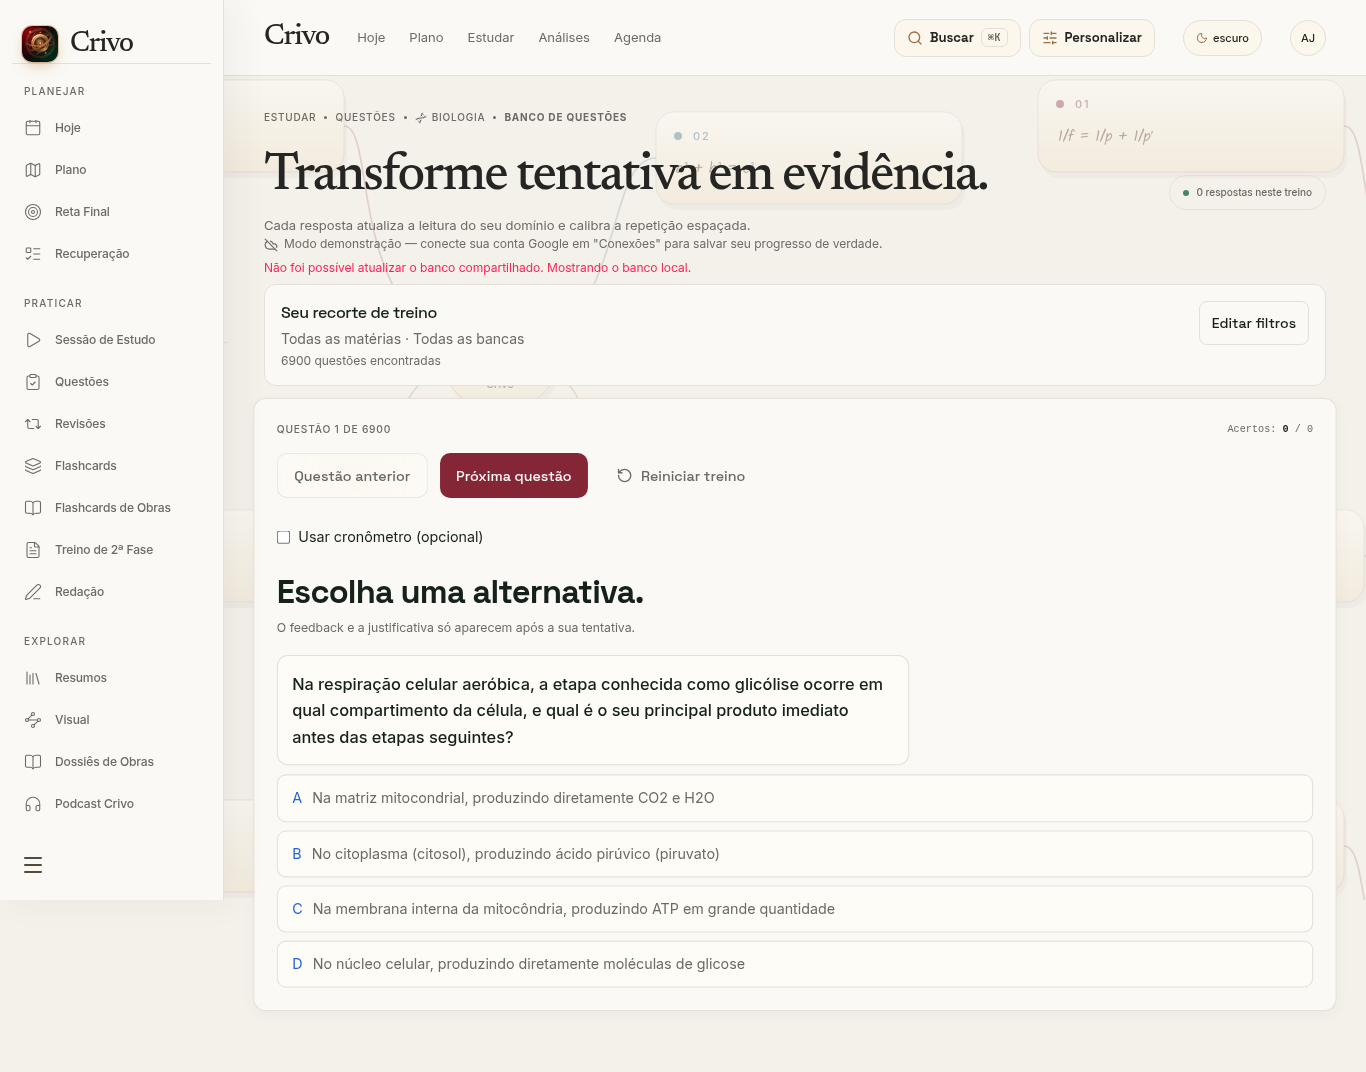 Crivo
PLANEJAR
Hoje
Plano
Reta Final
Recuperação
PRATICAR
Sessão de Estudo
Questões
Revisões
Flashcards
Flashcards de Obras
Treino de 2ª Fase
Redação
EXPLORAR
Resumos
Visual
Dossiês de Obras
Podcast Crivo
Crivo Hoje Plano Estudar Análises Agenda Buscar ⌘K Personalizar escuro AJ
ESTUDAR • QUESTÕES • BIOLOGIA • BANCO DE QUESTÕES
02
01
1/f = 1/p + 1/p'
Transforme tentativa em evidência.
0 respostas neste treino
Cada resposta atualiza a leitura do seu domínio e calibra a repetição espaçada.
Modo demonstração — conecte sua conta Google em "Conexões" para salvar seu progresso de verdade.
Não foi possível atualizar o banco compartilhado. Mostrando o banco local.
Seu recorte de treino
Todas as matérias · Todas as bancas
6900 questões encontradas
Editar filtros
QUESTÃO 1 DE 6900
Acertos: 0 / 0
Questão anterior Próxima questão Reiniciar treino
Usar cronômetro (opcional)
Escolha uma alternativa.
O feedback e a justificativa só aparecem após a sua tentativa.
Na respiração celular aeróbica, a etapa conhecida como glicólise ocorre em
qual compartimento da célula, e qual é o seu principal produto imediato
antes das etapas seguintes?
A Na matriz mitocondrial, produzindo diretamente CO2 e H2O
B No citoplasma (citosol), produzindo ácido pirúvico (piruvato)
C Na membrana interna da mitocôndria, produzindo ATP em grande quantidade
D No núcleo celular, produzindo diretamente moléculas de glicose